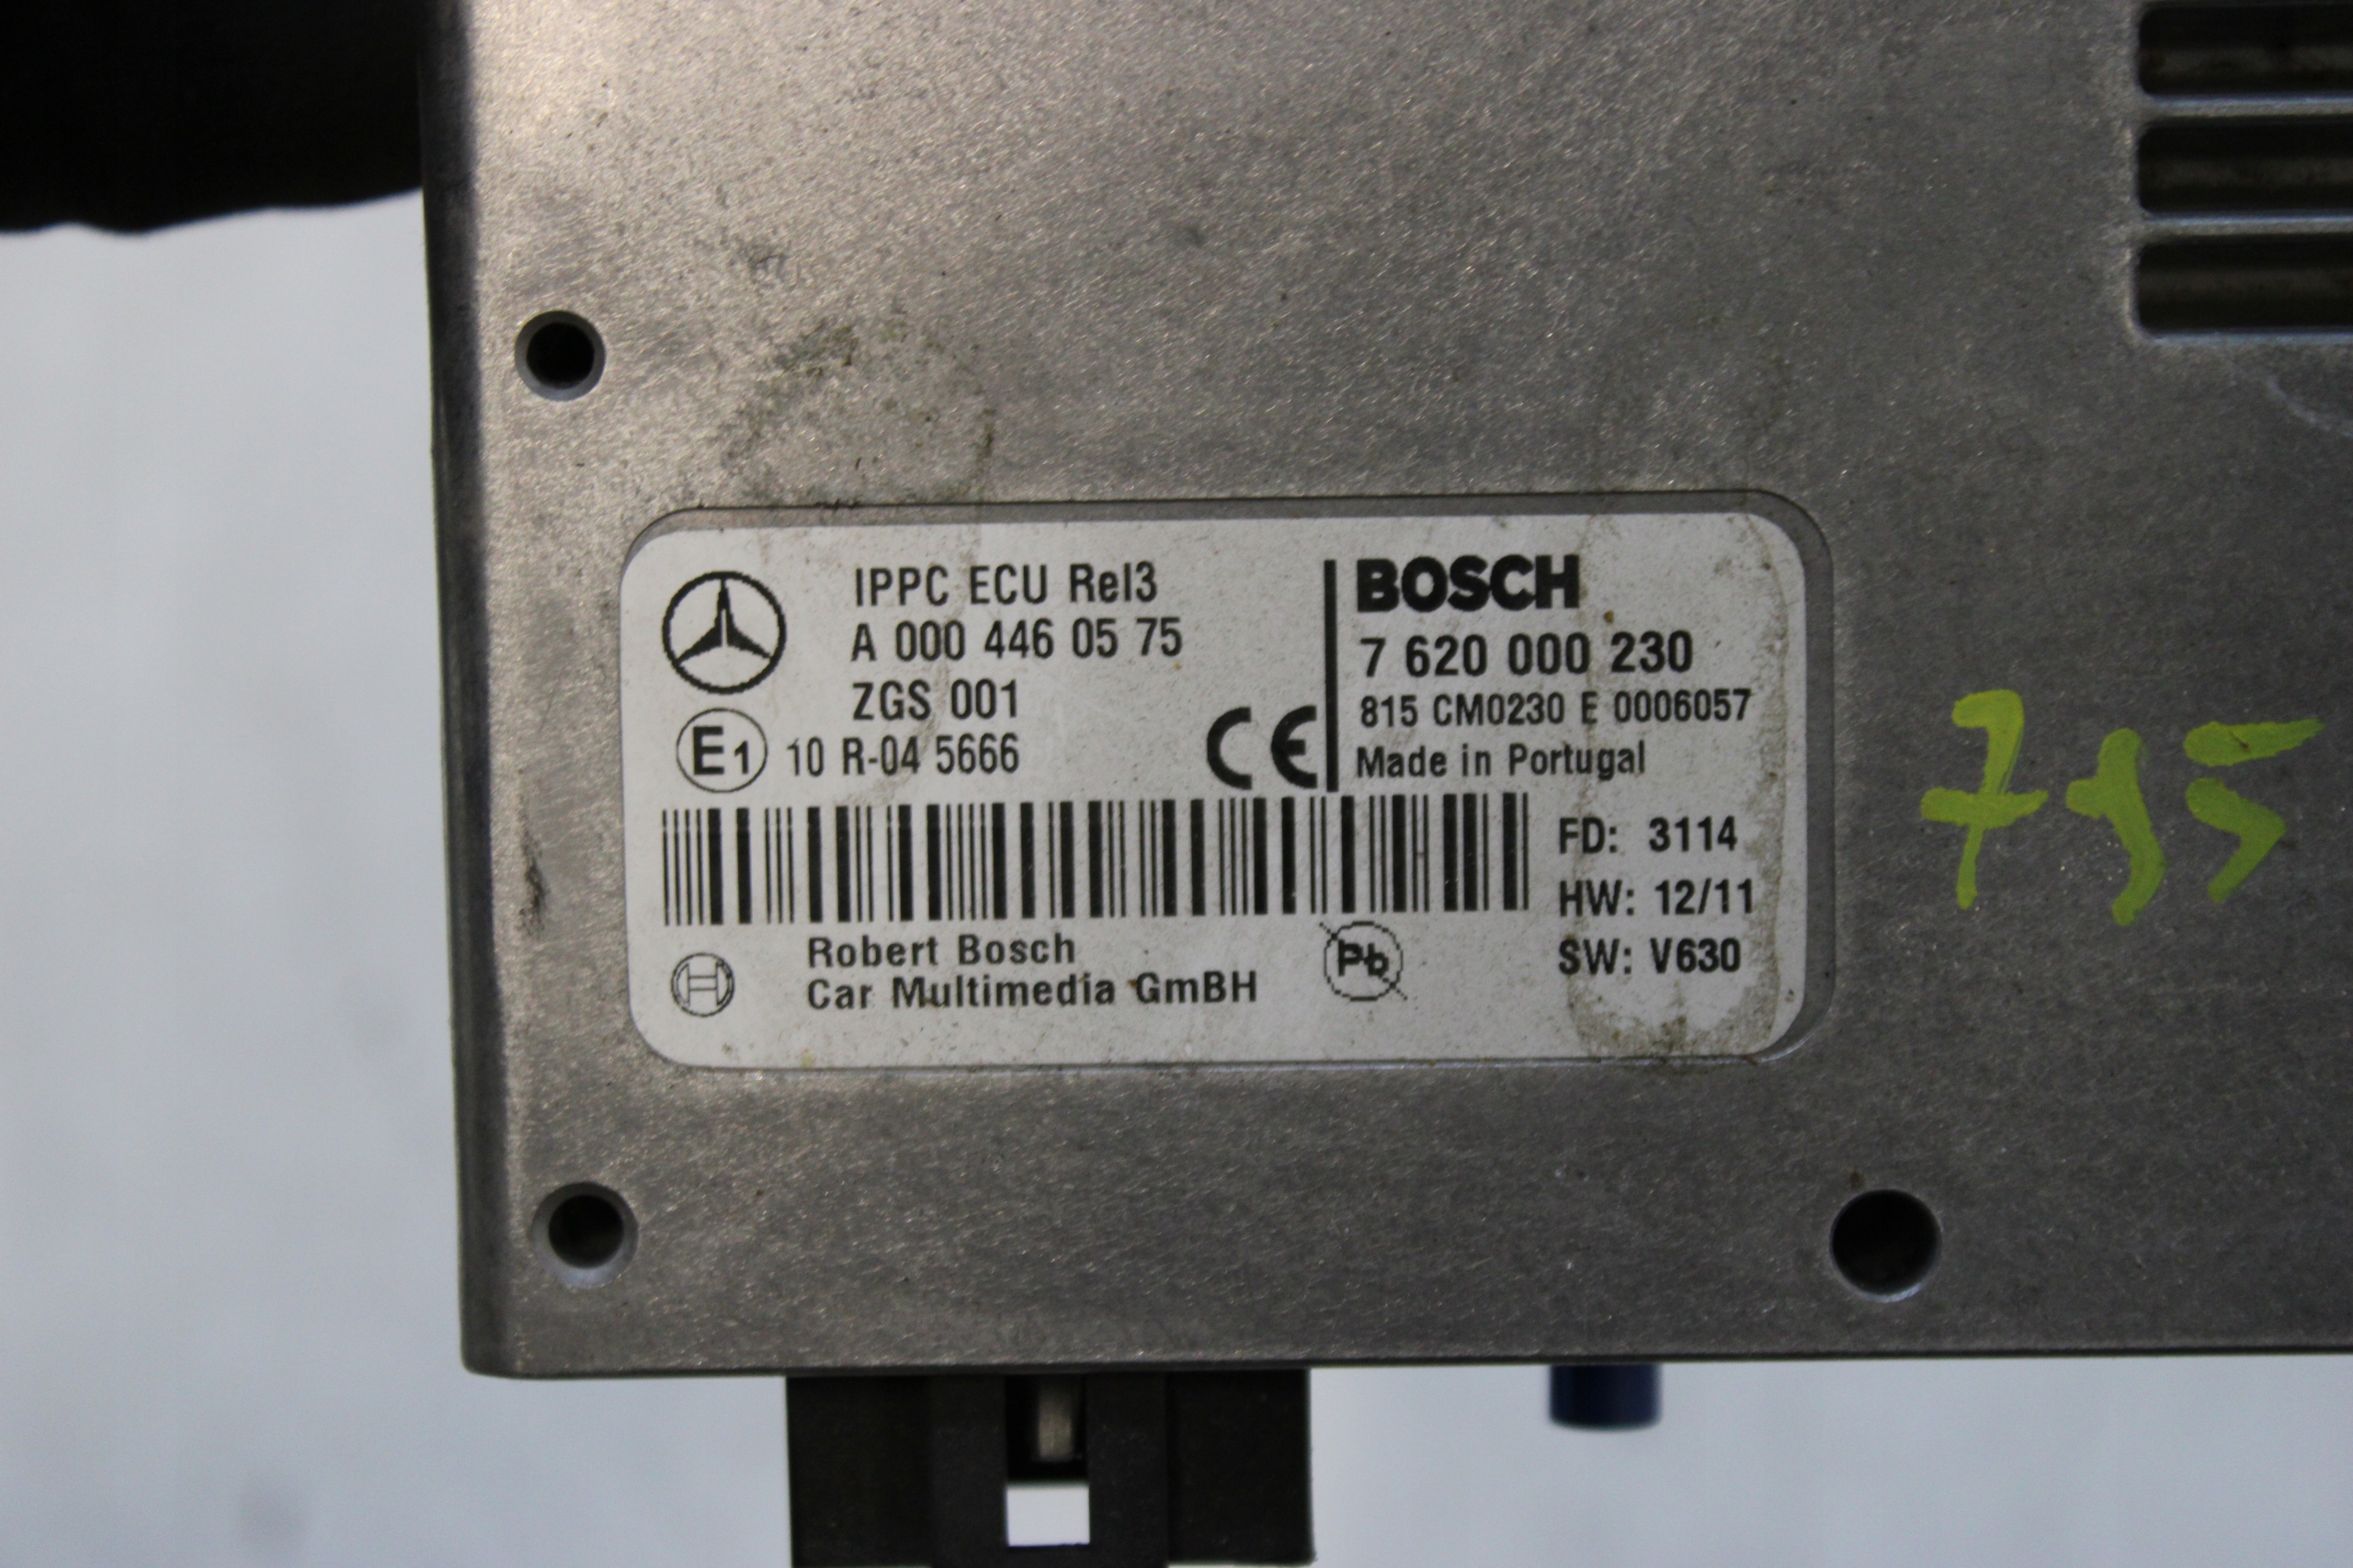 IPPC ECU Rel3
A 000 446 05 75
ZGS 001
E1 10 R-04 5666
CE
BOSCH
7 620 000 230
815 CM0230 E 0006057
Made in Portugal
FD: 3114
HW: 12/11
SW: V630
Robert Bosch
Car Multimedia GmBH
Pb
795